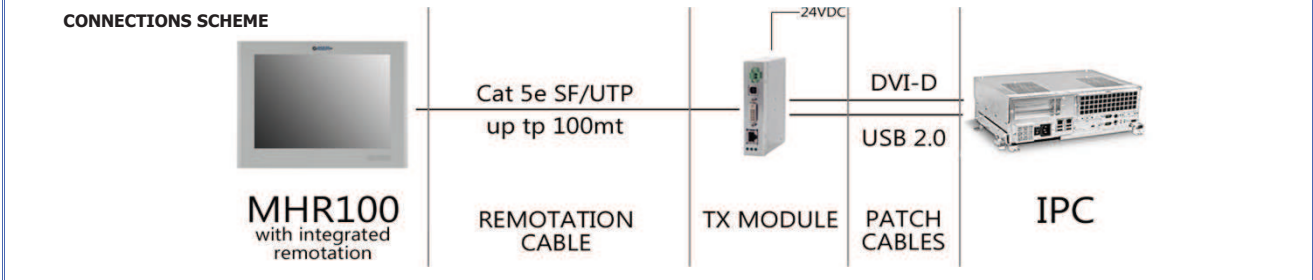 CONNECTIONS SCHEME
24VDC
Cat 5e SF/UTP
up tp 100mt
DVI-D
USB 2.0
MHR100
with integrated
remotation
REMOTATION
CABLE
TX MODULE
PATCH
CABLES
IPC